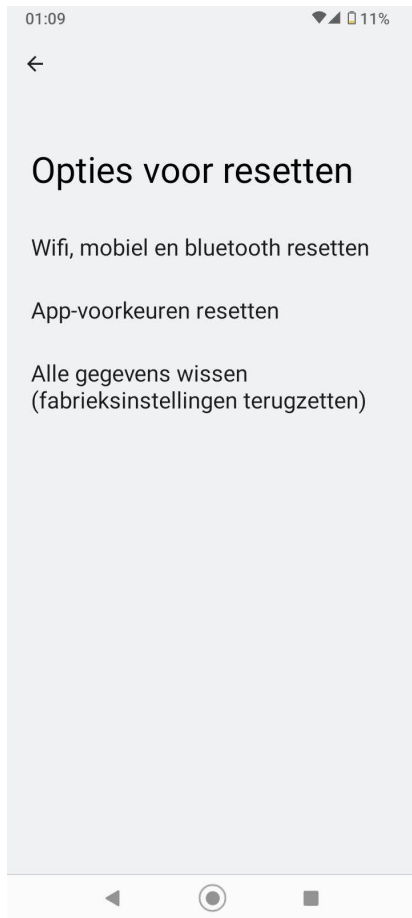 01:09
11%
Opties voor resetten
Wifi, mobiel en bluetooth resetten
App-voorkeuren resetten
Alle gegevens wissen
(fabrieksinstellingen terugzetten)